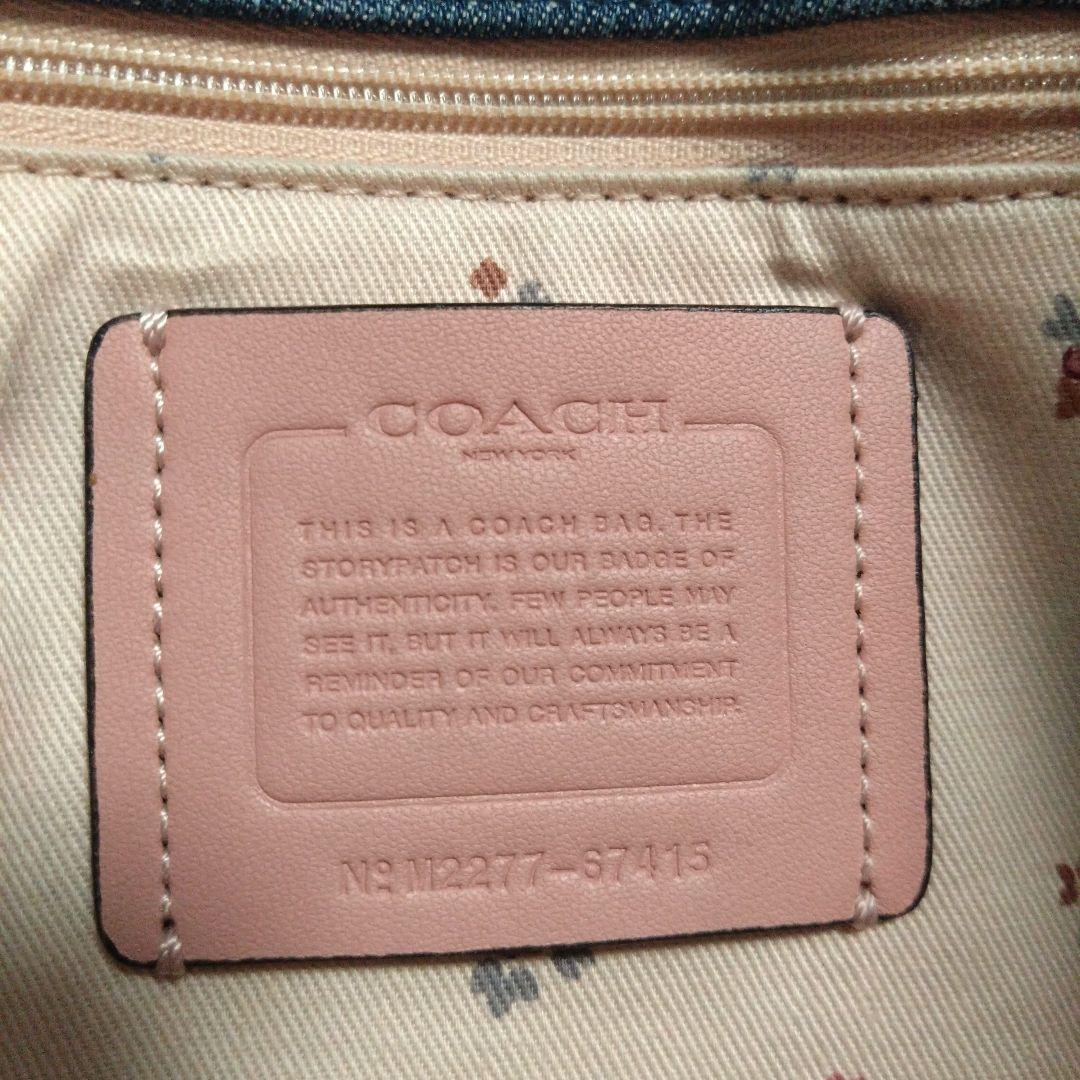 COACH
NEW YORK
THIS IS A COACH BAG. THE
STORYPATCH IS OUR BADGE OF
AUTHENTICITY. FEW PEOPLE MAY
SEE IT, BUT IT WILL ALWAYS BE A
REMINDER OF OUR COMMITMENT
TO QUALITY AND CRAFTSMANSHIP.
No M2277-67415